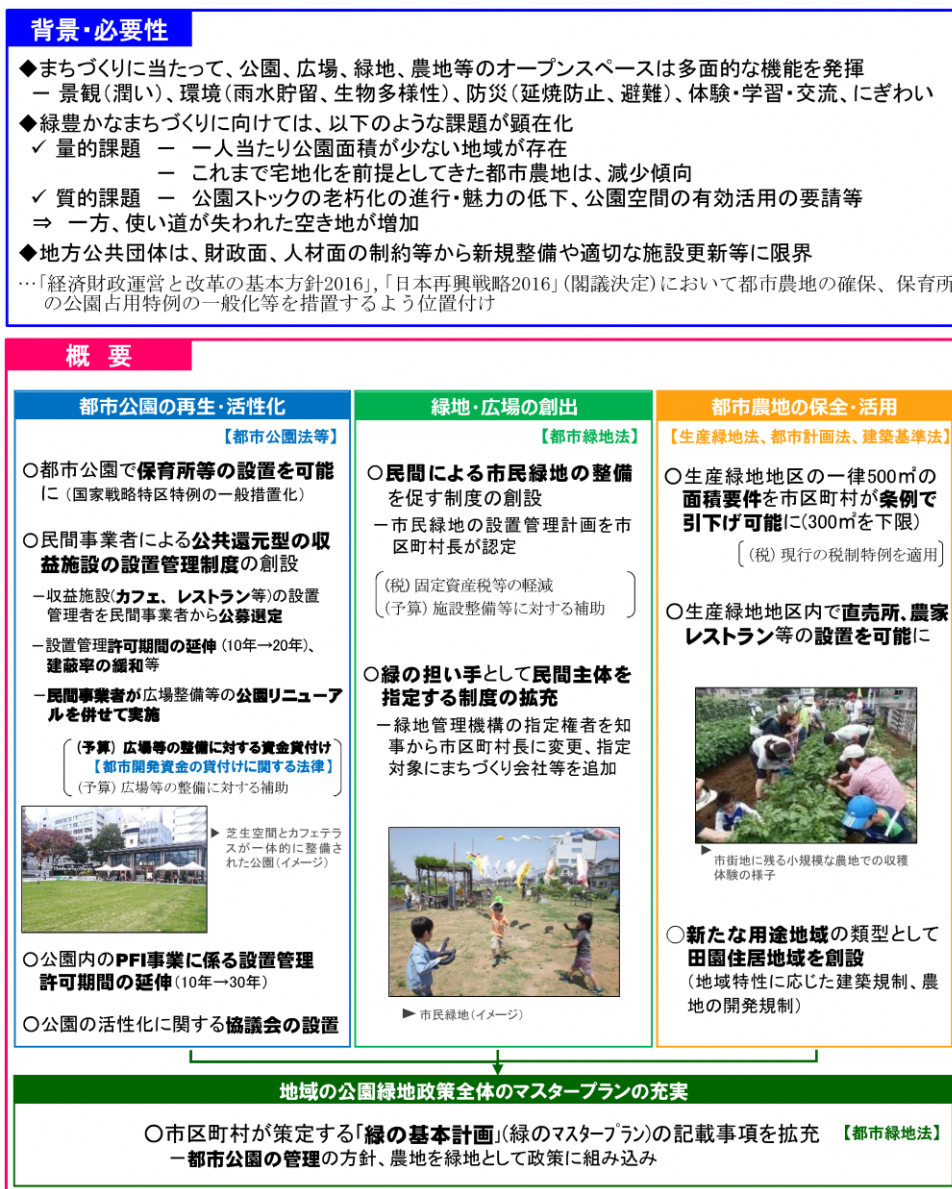 背景・必要性
◆まちづくりに当たって、公園、広場、緑地、農地等のオープンスペースは多面的な機能を発揮
－ 景観(潤い)、環境(雨水貯留、生物多様性)、防災(延焼防止、避難)、体験・学習・交流、にぎわい
◆緑豊かなまちづくりに向けては、以下のような課題が顕在化
✓ 量的課題 － 一人当たり公園面積が少ない地域が存在
－ これまで宅地化を前提としてきた都市農地は、減少傾向
✓ 質的課題 － 公園ストックの老朽化の進行・魅力の低下、公園空間の有効活用の要請等
⇒ 一方、使い道が失われた空き地が増加
◆地方公共団体は、財政面、人材面の制約等から新規整備や適切な施設更新等に限界
…「経済財政運営と改革の基本方針2016」,「日本再興戦略2016」(閣議決定)において都市農地の確保、保育所
の公園占用特例の一般化等を措置するよう位置付け
概 要
都市公園の再生・活性化
【都市公園法等】
○都市公園で保育所等の設置を可能
に（国家戦略特区特例の一般措置化）
○民間事業者による公共還元型の収
益施設の設置管理制度の創設
－収益施設(カフェ、レストラン等)の設置
管理者を民間事業者から公募選定
－設置管理許可期間の延伸 (10年→20年)、
建蔽率の緩和等
－民間事業者が広場整備等の公園リニューア
ルを併せて実施
(予算) 広場等の整備に対する資金貸付け
【都市開発資金の貸付けに関する法律】
(予算) 広場等の整備に対する補助
▶ 芝生空間とカフェテラ
スが一体的に整備さ
れた公園(イメージ)
○公園内のPFI事業に係る設置管理
許可期間の延伸(10年→30年)
○公園の活性化に関する協議会の設置
緑地・広場の創出
【都市緑地法】
○民間による市民緑地の整備
を促す制度の創設
－市民緑地の設置管理計画を市
区町村長が認定
(税) 固定資産税等の軽減
(予算) 施設整備等に対する補助
○緑の担い手として民間主体を
指定する制度の拡充
－緑地管理機構の指定権者を知
事から市区町村長に変更、指定
対象にまちづくり会社等を追加
▶ 市民緑地(イメージ)
都市農地の保全・活用
【生産緑地法、都市計画法、建築基準法】
○生産緑地地区の一律500㎡の
面積要件を市区町村が条例で
引下げ可能に(300㎡を下限)
(税) 現行の税制特例を適用
○生産緑地地区内で直売所、農家
レストラン等の設置を可能に
▶
市街地に残る小規模な農地での収穫
体験の様子
○新たな用途地域の類型として
田園住居地域を創設
(地域特性に応じた建築規制、農
地の開発規制)
地域の公園緑地政策全体のマスタープランの充実
○市区町村が策定する「緑の基本計画」(緑のマスタープラン)の記載事項を拡充 【都市緑地法】
－都市公園の管理の方針、農地を緑地として政策に組み込み